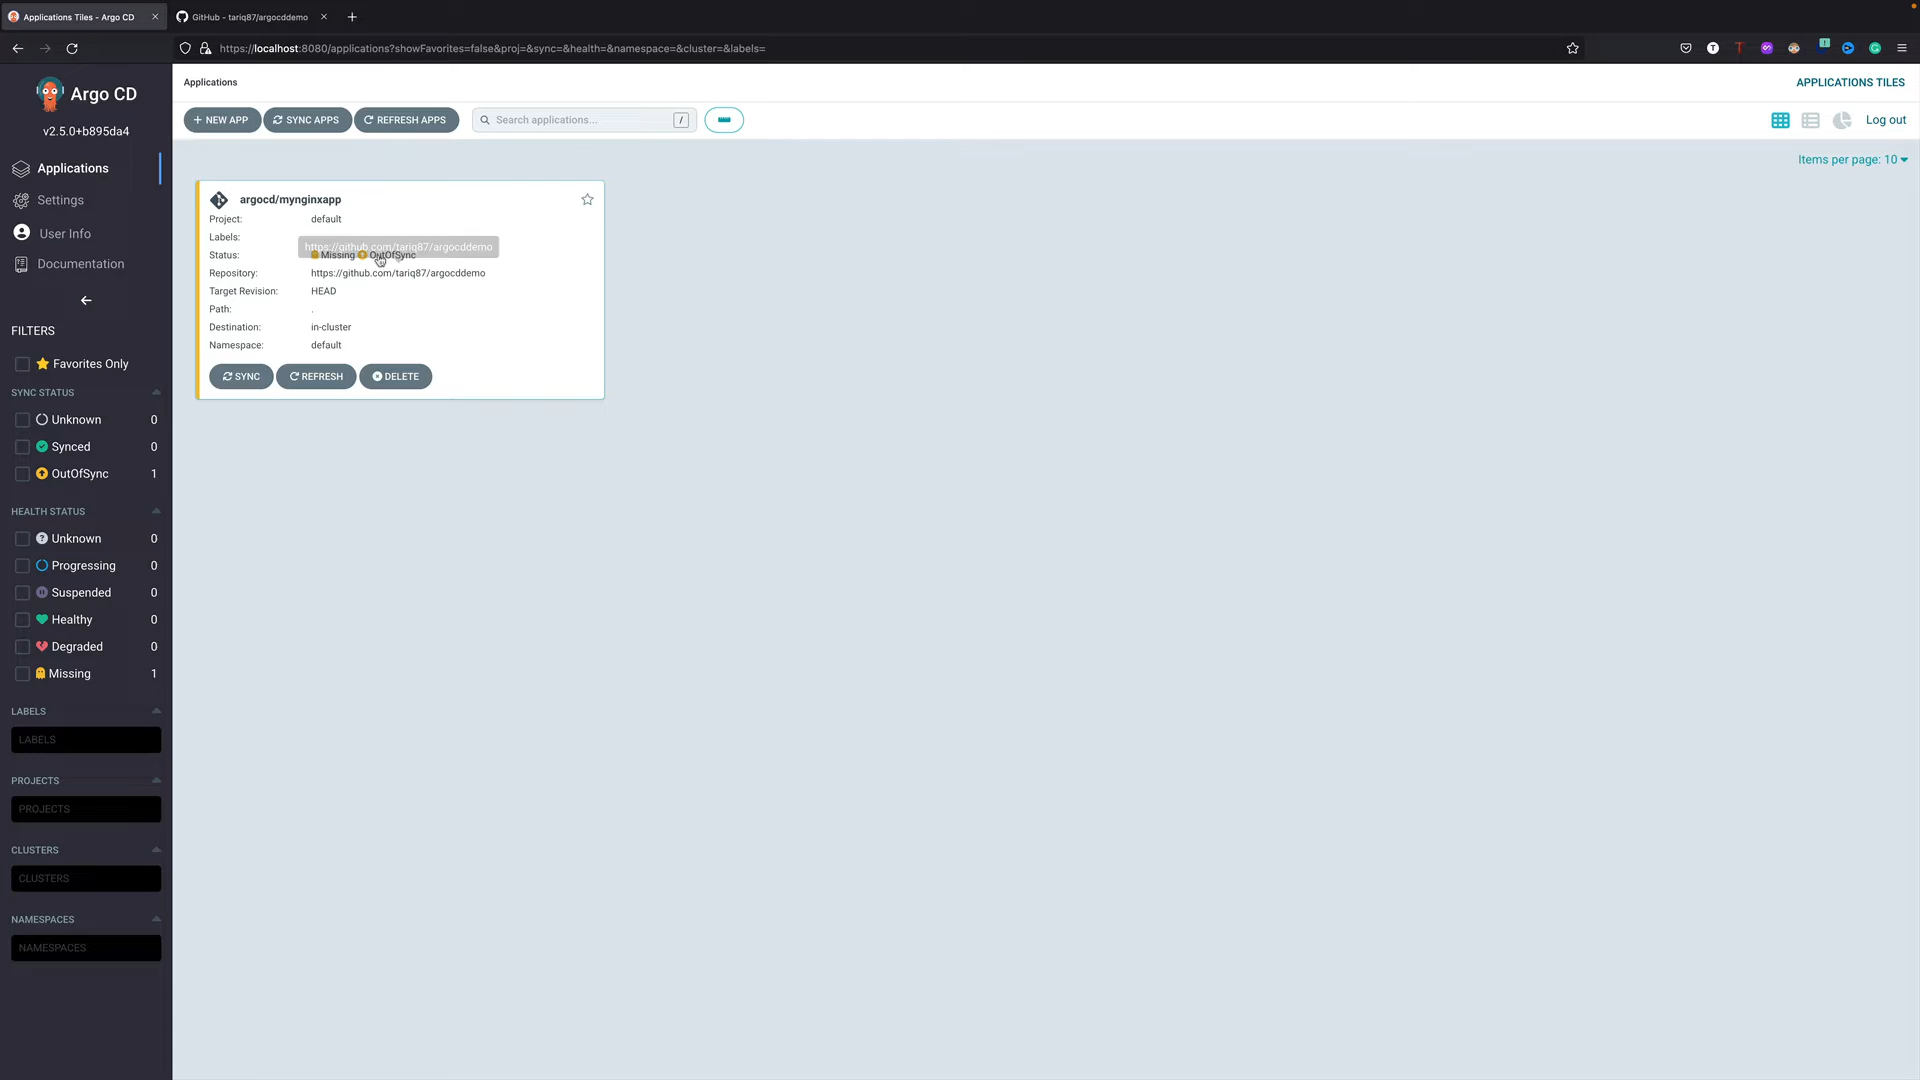 Applications Tiles - Argo CD
GitHub - tariq87/argocddemo
https://localhost:8080/applications?showFavorites=false&proj=&sync=&health=&namespace=&cluster=&labels=
Argo CD
v2.5.0+b895da4
Applications
Settings
User Info
Documentation
FILTERS
Favorites Only
SYNC STATUS
Unknown 0
Synced 0
OutOfSync 1
HEALTH STATUS
Unknown 0
Progressing 0
Suspended 0
Healthy 0
Degraded 0
Missing 1
LABELS
LABELS
PROJECTS
PROJECTS
CLUSTERS
CLUSTERS
NAMESPACES
NAMESPACES
Applications
APPLICATIONS TILES
+ NEW APP SYNC APPS REFRESH APPS Search applications... / Log out
Items per page: 10
argocd/mynginxapp
Project: default
Labels:
https://github.com/tariq87/argocddemo
Status: Missing OutOfSync
Repository: https://github.com/tariq87/argocddemo
Target Revision: HEAD
Path: .
Destination: in-cluster
Namespace: default
SYNC REFRESH DELETE